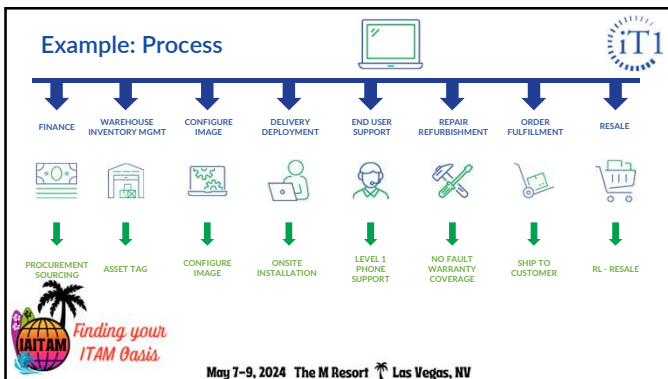 Example: Process
iT1
FINANCE
WAREHOUSE
INVENTORY MGMT
CONFIGURE
IMAGE
DELIVERY
DEPLOYMENT
END USER
SUPPORT
REPAIR
REFURBISHMENT
ORDER
FULFILLMENT
RESALE
PROCUREMENT
SOURCING
ASSET TAG
CONFIGURE
IMAGE
ONSITE
INSTALLATION
LEVEL 1
PHONE
SUPPORT
NO FAULT
WARRANTY
COVERAGE
SHIP TO
CUSTOMER
RL - RESALE
IAITAM
Finding your
ITAM Oasis
May 7-9, 2024 The M Resort Las Vegas, NV